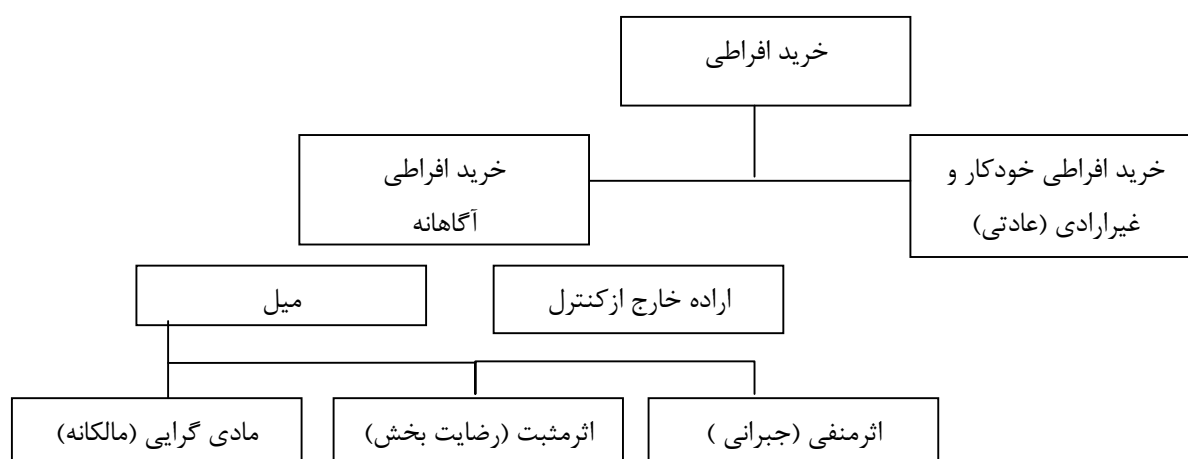 خرید افراطی
خرید افراطی خودکار و
غیرارادی (عادتی)
خرید افراطی
آگاهانه
اراده خارج ازکنترل
میل
اثرمنفی (جبرانی )
اثرمثبت (رضایت بخش)
مادی گرایی (مالکانه)